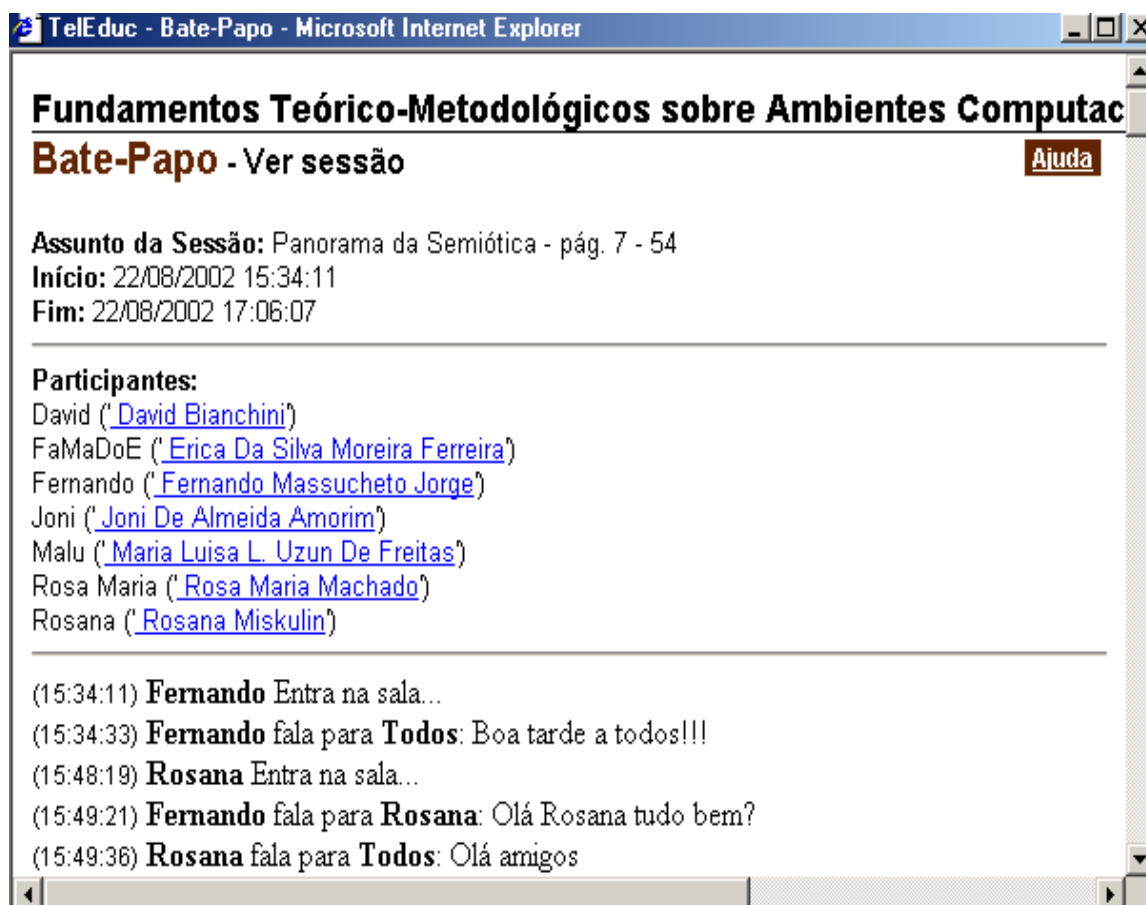 TelEduc - Bate-Papo - Microsoft Internet Explorer
Fundamentos Teórico-Metodológicos sobre Ambientes Computac
Bate-Papo - Ver sessão
Ajuda
Assunto da Sessão: Panorama da Semiótica - pág. 7 - 54
Início: 22/08/2002 15:34:11
Fim: 22/08/2002 17:06:07
Participantes:
David (' David Bianchini')
FaMaDoE (' Erica Da Silva Moreira Ferreira')
Fernando (' Fernando Massucheto Jorge')
Joni (' Joni De Almeida Amorim')
Malu (' Maria Luisa L. Uzun De Freitas')
Rosa Maria (' Rosa Maria Machado')
Rosana (' Rosana Miskulin')
(15:34:11) Fernando Entra na sala...
(15:34:33) Fernando fala para Todos: Boa tarde a todos!!!
(15:48:19) Rosana Entra na sala...
(15:49:21) Fernando fala para Rosana: Olá Rosana tudo bem?
(15:49:36) Rosana fala para Todos: Olá amigos